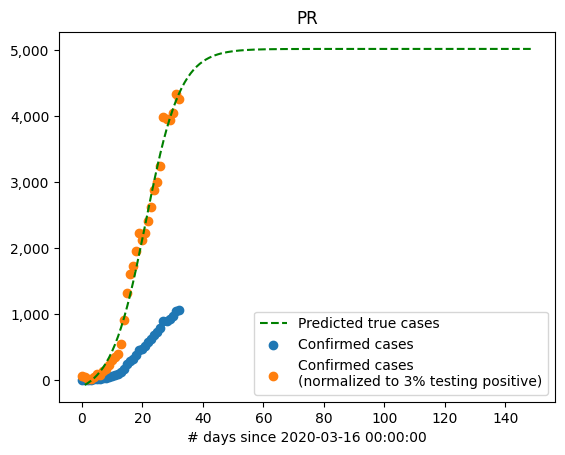 PR
5,000
4,000
3,000
2,000
1,000
0
Predicted true cases
Confirmed cases
Confirmed cases
(normalized to 3% testing positive)
0 20 40 60 80 100 120 140
# days since 2020-03-16 00:00:00